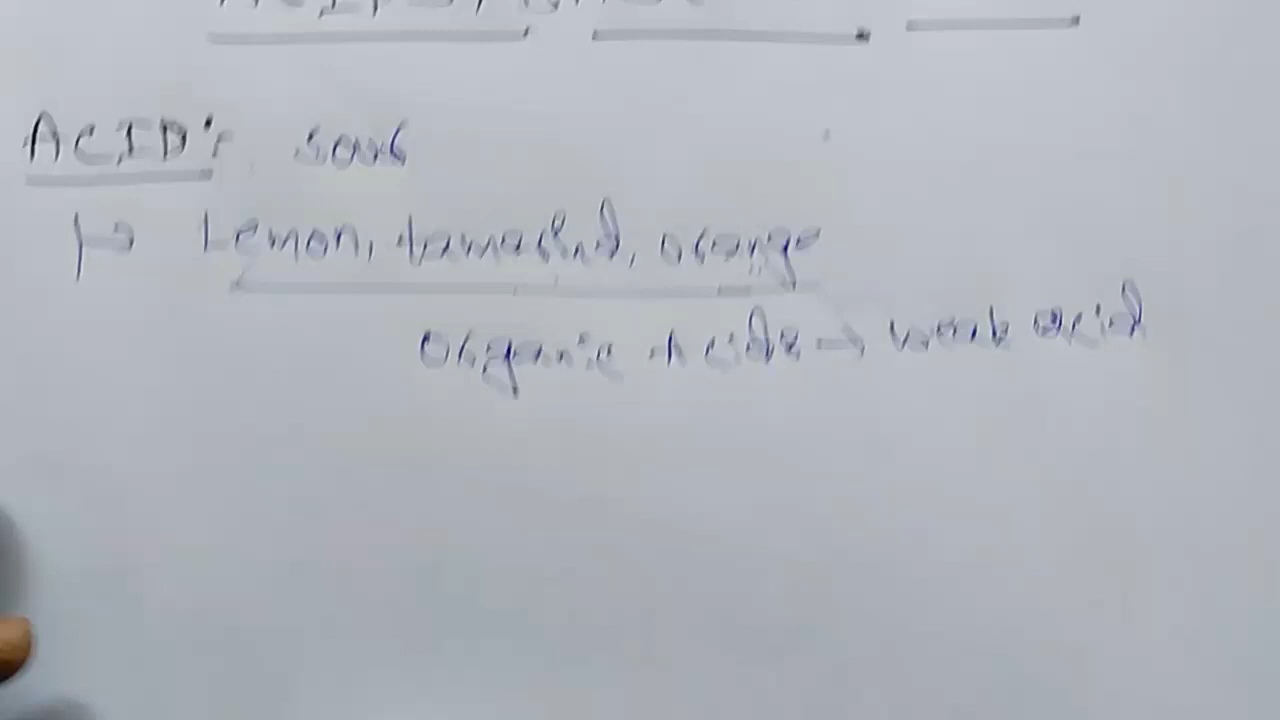 ACID: Sour
→ Lemon, tamarind, orange
organic Acids → weak acid